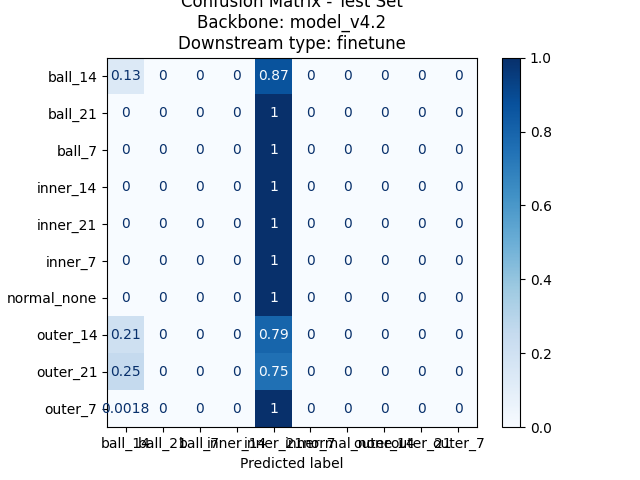 Confusion Matrix - Test Set
Backbone: model_v4.2
Downstream type: finetune
ball_14 0.13 0 0 0 0.87 0 0 0 0 0
ball_21 0 0 0 0 1 0 0 0 0 0
ball_7 0 0 0 0 1 0 0 0 0 0
inner_14 0 0 0 0 1 0 0 0 0 0
inner_21 0 0 0 0 1 0 0 0 0 0
inner_7 0 0 0 0 1 0 0 0 0 0
normal_none 0 0 0 0 1 0 0 0 0 0
outer_14 0.21 0 0 0 0.79 0 0 0 0 0
outer_21 0.25 0 0 0 0.75 0 0 0 0 0
outer_7 0.0018 0 0 0 1 0 0 0 0 0
ball_14 ball_21 ball_7 inner_14 inner_21 inner_7 normal_none outer_14 outer_21 outer_7
Predicted label
1.0
0.8
0.6
0.4
0.2
0.0